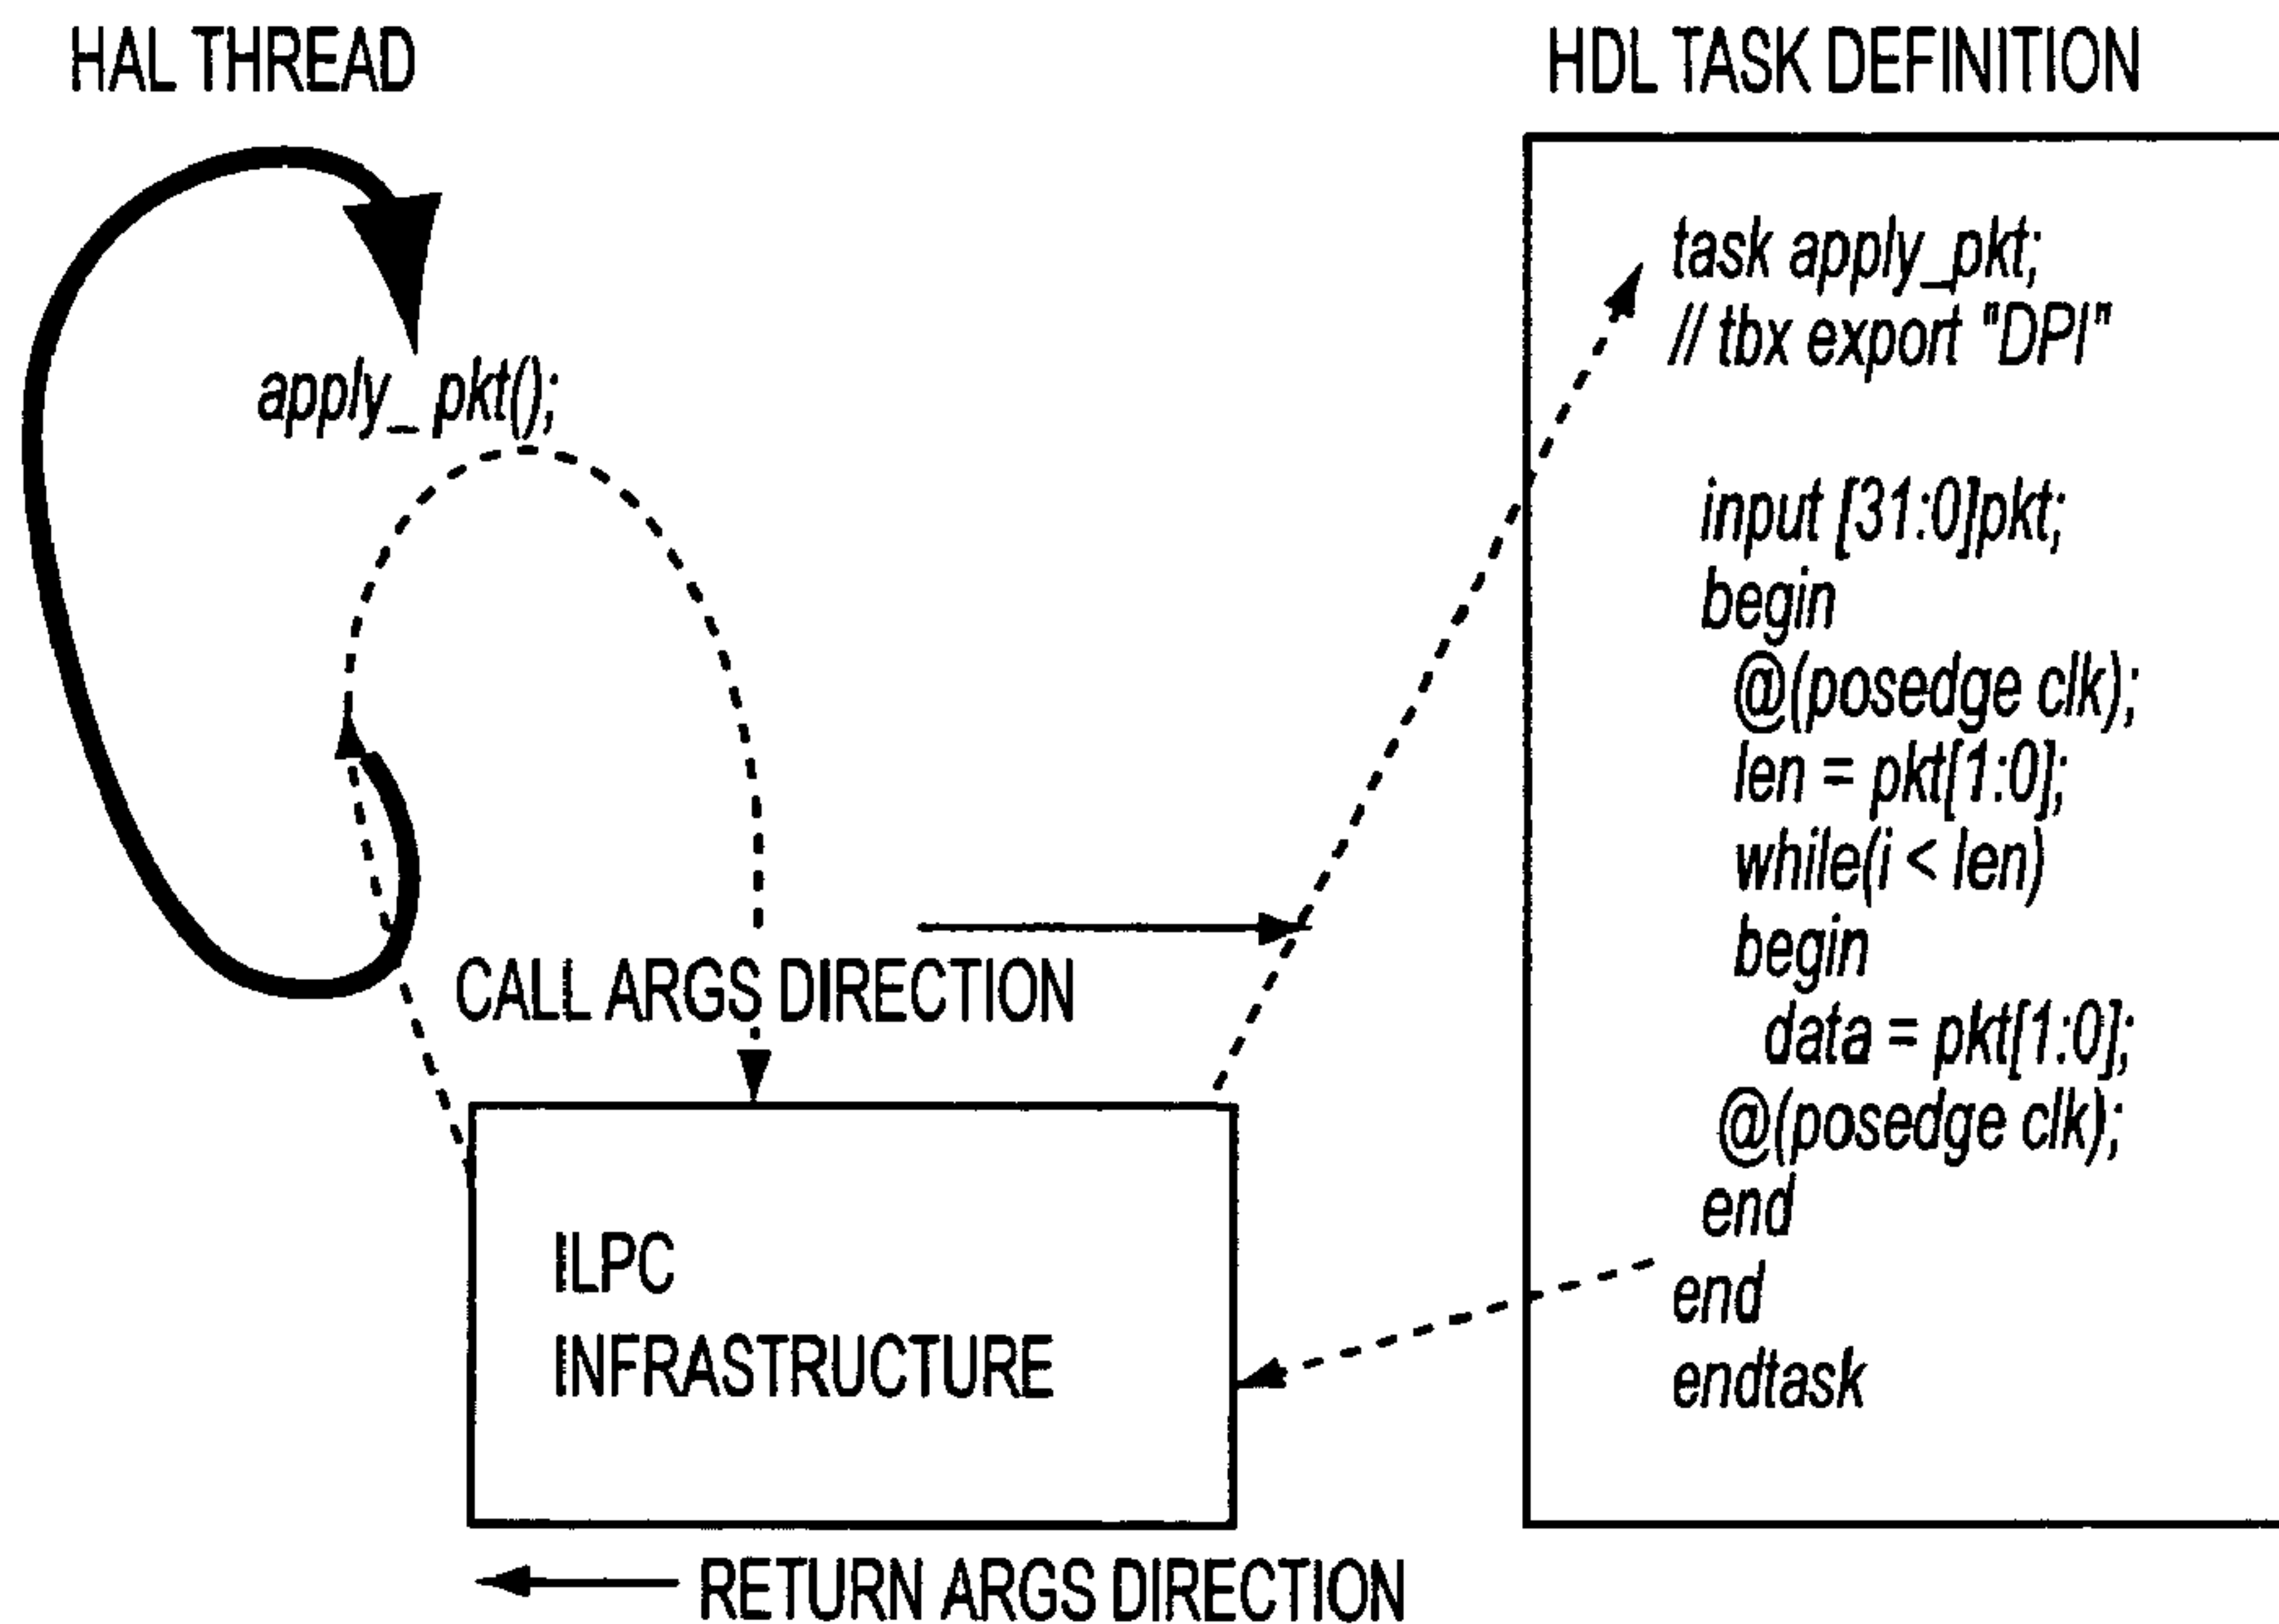 HAL THREAD
apply_ pkt();
CALL ARGS DIRECTION
ILPC
INFRASTRUCTURE
RETURN ARGS DIRECTION
HDL TASK DEFINITION
task apply_pkt;
// tbx export "DPI"
input [31:0]pkt;
begin
@(posedge clk);
len = pkt[1:0];
while(i < len)
begin
data = pkt[1:0];
@(posedge clk);
end
end
endtask